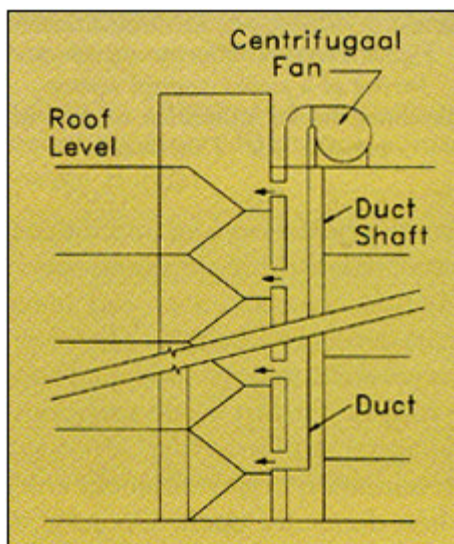 Centrifugaal
Fan
Roof
Level
Duct
Shaft
Duct